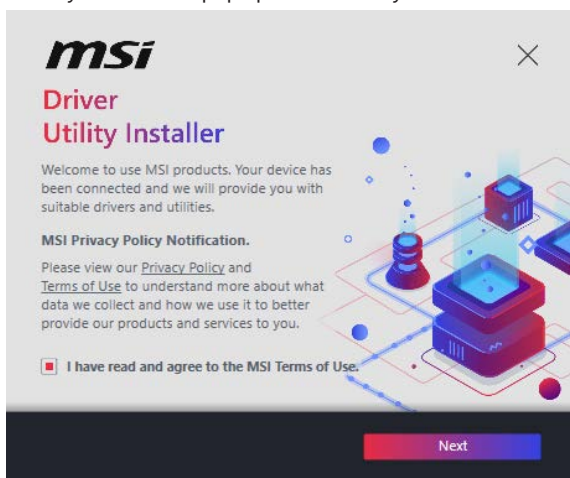 msi
Driver
Utility Installer
Welcome to use MSI products. Your device has
been connected and we will provide you with
suitable drivers and utilities.
MSI Privacy Policy Notification.
Please view our Privacy Policy and
Terms of Use to understand more about what
data we collect and how we use it to better
provide our products and services to you.
I have read and agree to the MSI Terms of Use.
Next